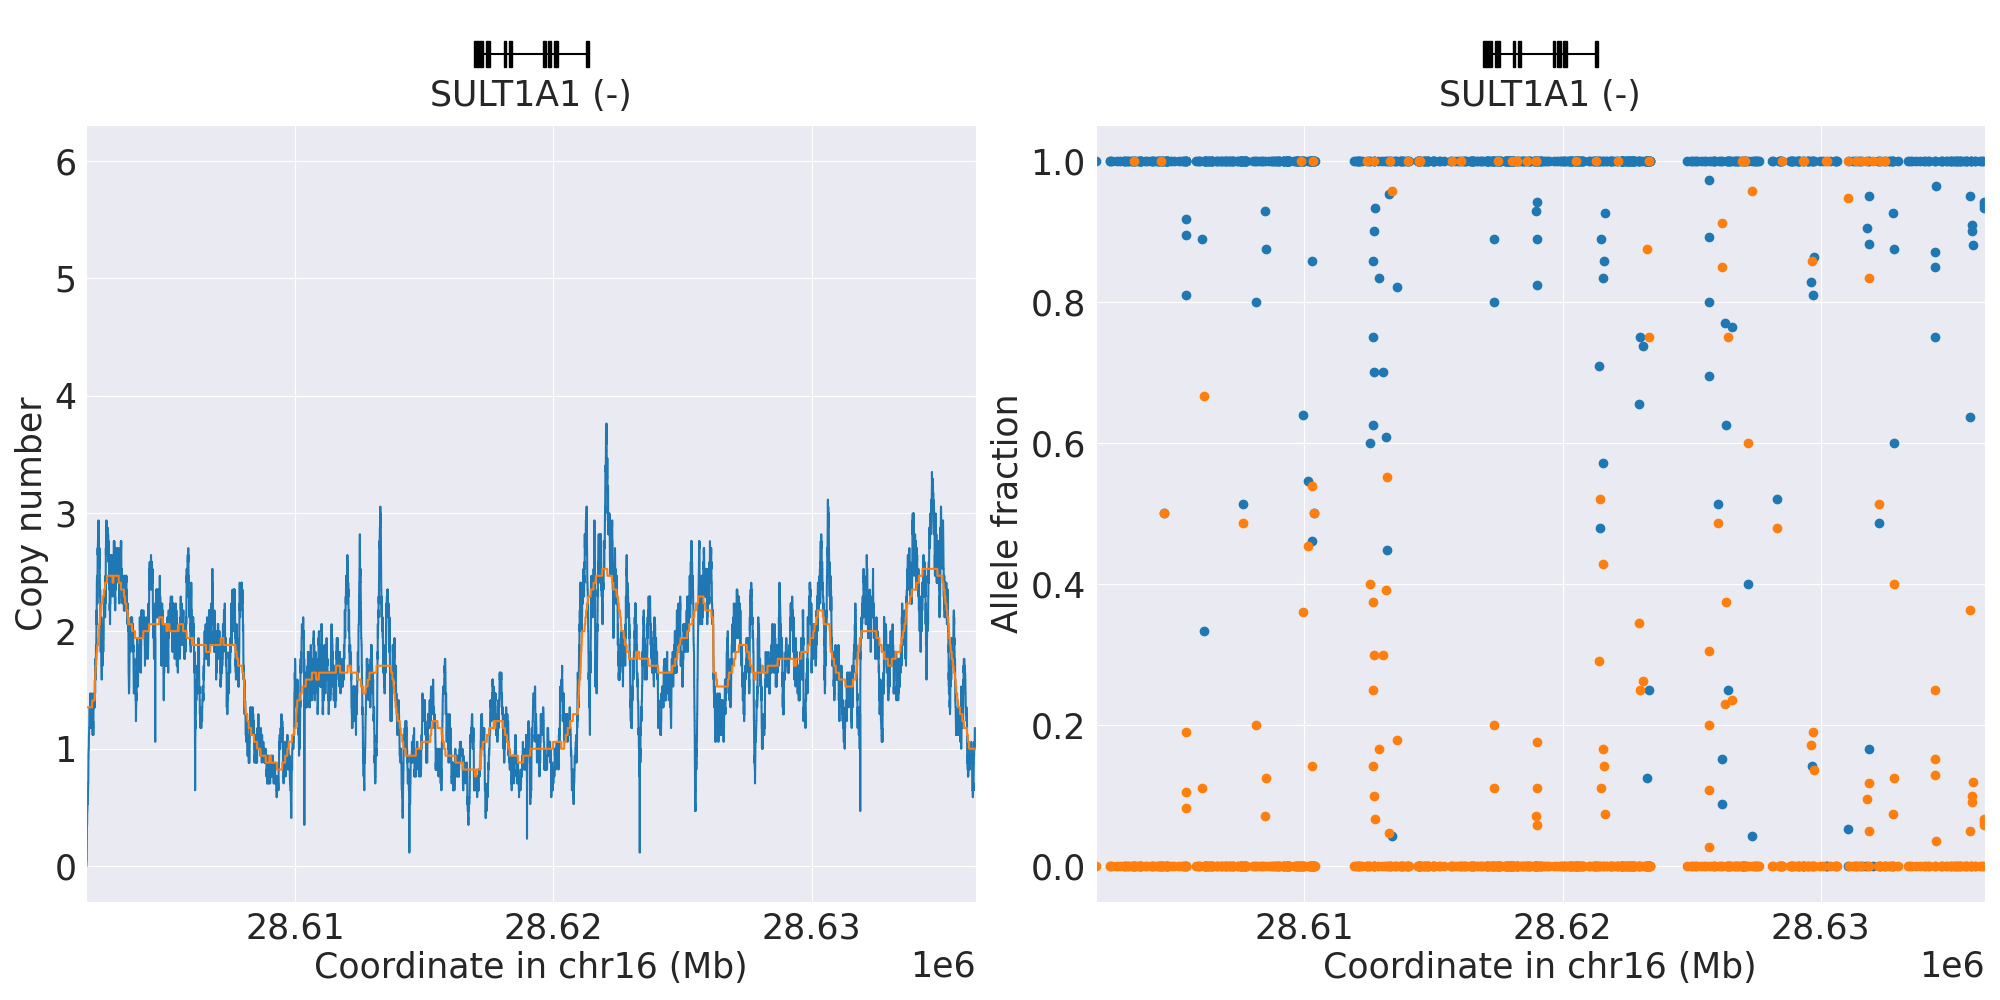 SULT1A1 (-)
SULT1A1 (-)
Copy number
6
5
4
3
2
1
0
28.61
28.62
28.63
Coordinate in chr16 (Mb)
1e6
Allele fraction
1.0
0.8
0.6
0.4
0.2
0.0
28.61
28.62
28.63
Coordinate in chr16 (Mb)
1e6